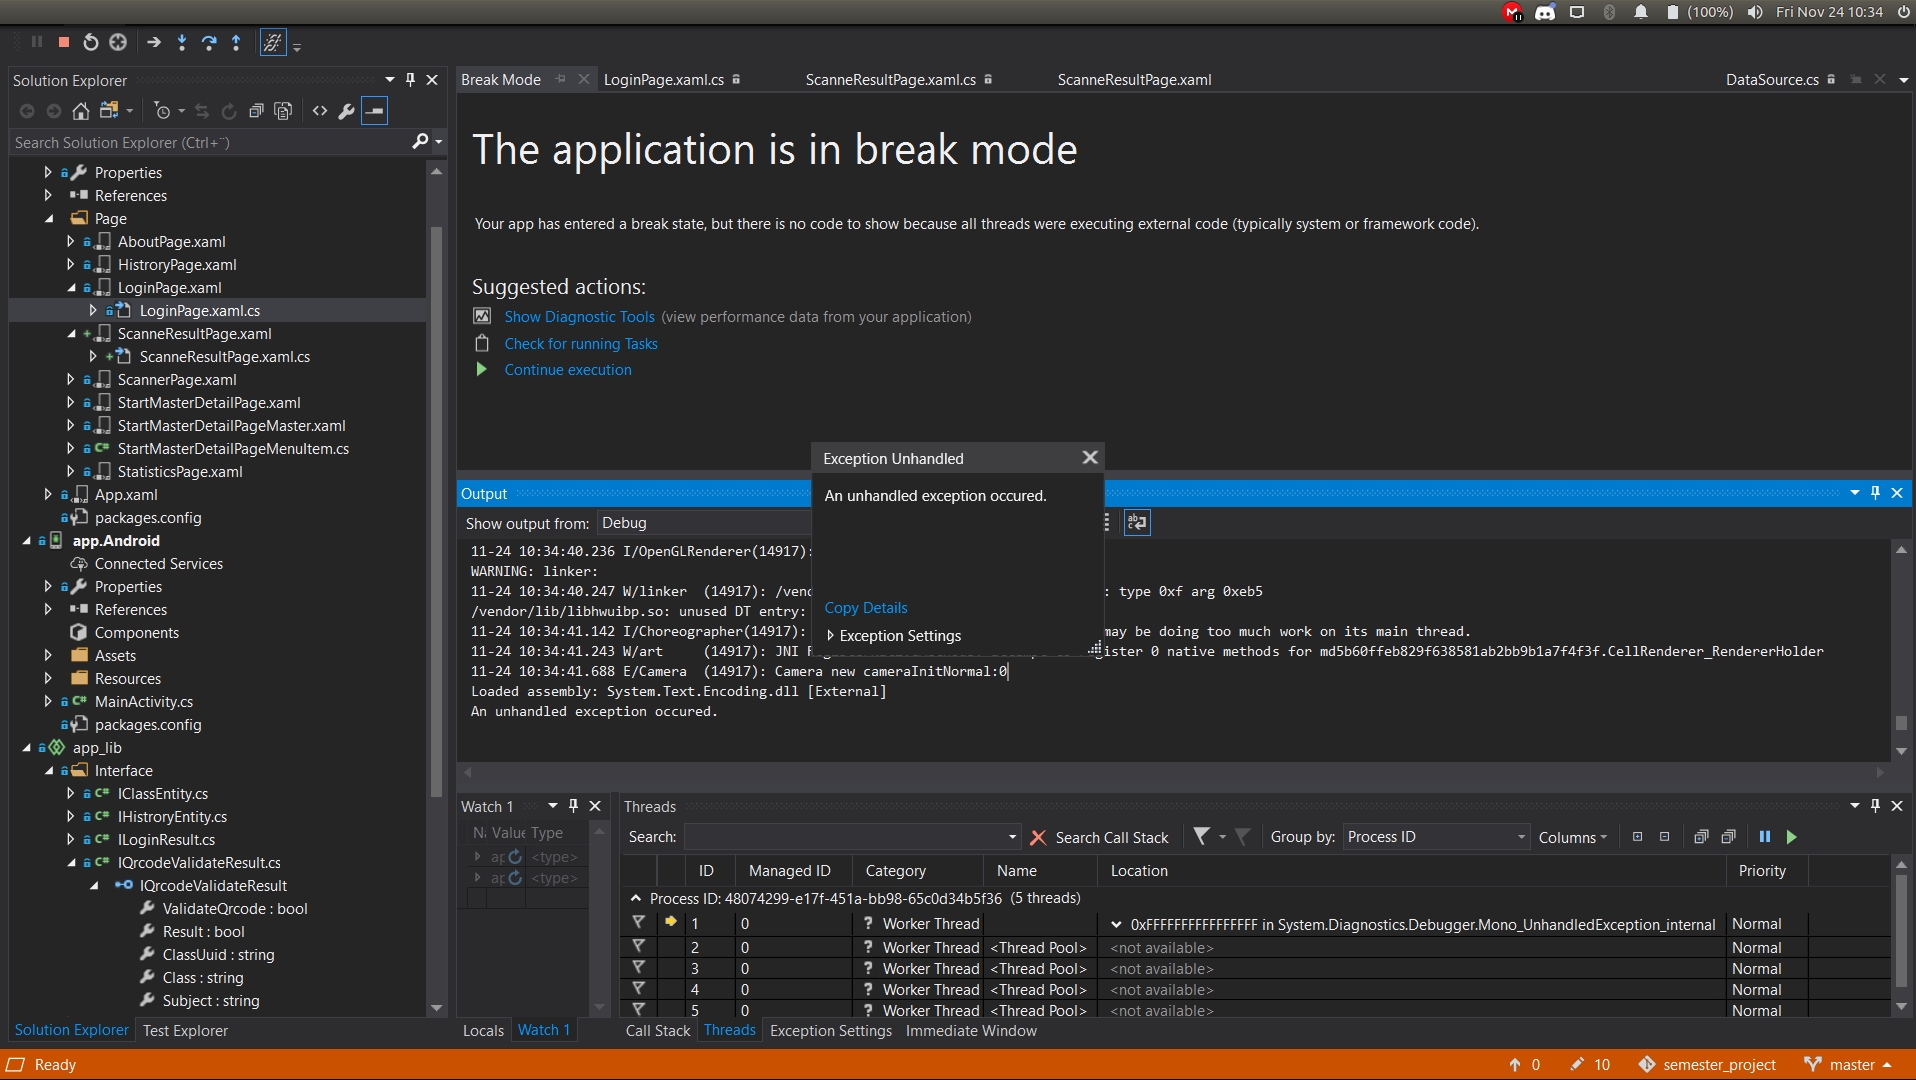 (100%) Fri Nov 24 10:34
Solution Explorer
Search Solution Explorer (Ctrl+¨)
Properties
References
Page
AboutPage.xaml
HistroryPage.xaml
LoginPage.xaml
LoginPage.xaml.cs
ScanneResultPage.xaml
ScanneResultPage.xaml.cs
ScannerPage.xaml
StartMasterDetailPage.xaml
StartMasterDetailPageMaster.xaml
StartMasterDetailPageMenuItem.cs
StatisticsPage.xaml
App.xaml
packages.config
app.Android
Connected Services
Properties
References
Components
Assets
Resources
MainActivity.cs
packages.config
app_lib
Interface
IClassEntity.cs
IHistroryEntity.cs
ILoginResult.cs
IQrcodeValidateResult.cs
IQrcodeValidateResult
ValidateQrcode : bool
Result : bool
ClassUuid : string
Class : string
Subject : string
Solution Explorer Test Explorer
Break Mode LoginPage.xaml.cs ScanneResultPage.xaml.cs ScanneResultPage.xaml DataSource.cs
The application is in break mode
Your app has entered a break state, but there is no code to show because all threads were executing external code (typically system or framework code).
Suggested actions:
Show Diagnostic Tools (view performance data from your application)
Check for running Tasks
Continue execution
Exception Unhandled
An unhandled exception occured.
Copy Details
Exception Settings
Output
Show output from: Debug
11-24 10:34:40.236 I/OpenGLRenderer(14917):
WARNING: linker:
11-24 10:34:40.247 W/linker (14917): /vend : type 0xf arg 0xeb5
/vendor/lib/libhwuibp.so: unused DT entry:
11-24 10:34:41.142 I/Choreographer(14917): may be doing too much work on its main thread.
11-24 10:34:41.243 W/art (14917): JNI gister 0 native methods for md5b60ffeb829f638581ab2bb9b1a7f4f3f.CellRenderer_RendererHolder
11-24 10:34:41.688 E/Camera (14917): Camera new cameraInitNormal:0
Loaded assembly: System.Text.Encoding.dll [External]
An unhandled exception occured.
Watch 1
Value Type
<type>
<type>
Locals Watch 1
Threads
Search: Search Call Stack Group by: Process ID Columns
ID Managed ID Category Name Location Priority
Process ID: 48074299-e17f-451a-bb98-65c0d34b5f36 (5 threads)
1 0 ? Worker Thread 0xFFFFFFFFFFFFFFFF in System.Diagnostics.Debugger.Mono_UnhandledException_internal Normal
2 0 ? Worker Thread <Thread Pool> <not available> Normal
3 0 ? Worker Thread <Thread Pool> <not available> Normal
4 0 ? Worker Thread <Thread Pool> <not available> Normal
5 0 ? Worker Thread <Thread Pool> <not available> Normal
Call Stack Threads Exception Settings Immediate Window
Ready 0 10 semester_project master